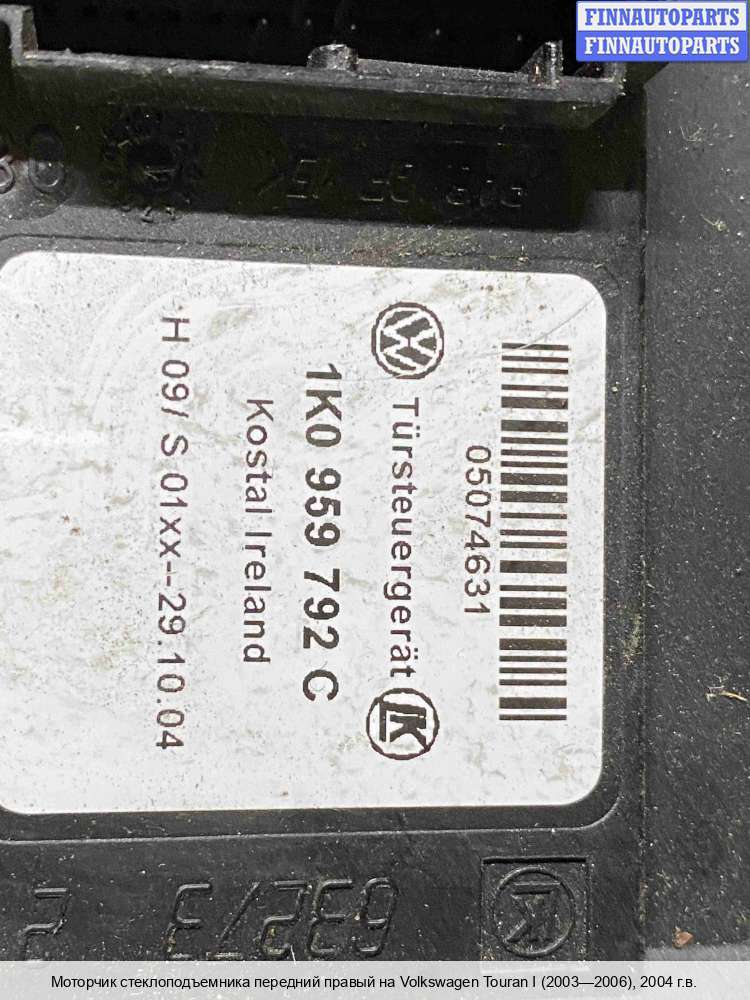 FINNAUTOPARTS
FINNAUTOPARTS
05074631
Türsteuergerät
1K0 959 792 C
Kostal Ireland
H 09/ S 01xx--29.10.04
Моторчик стеклоподъемника передний правый на Volkswagen Touran I (2003—2006), 2004 г.в.